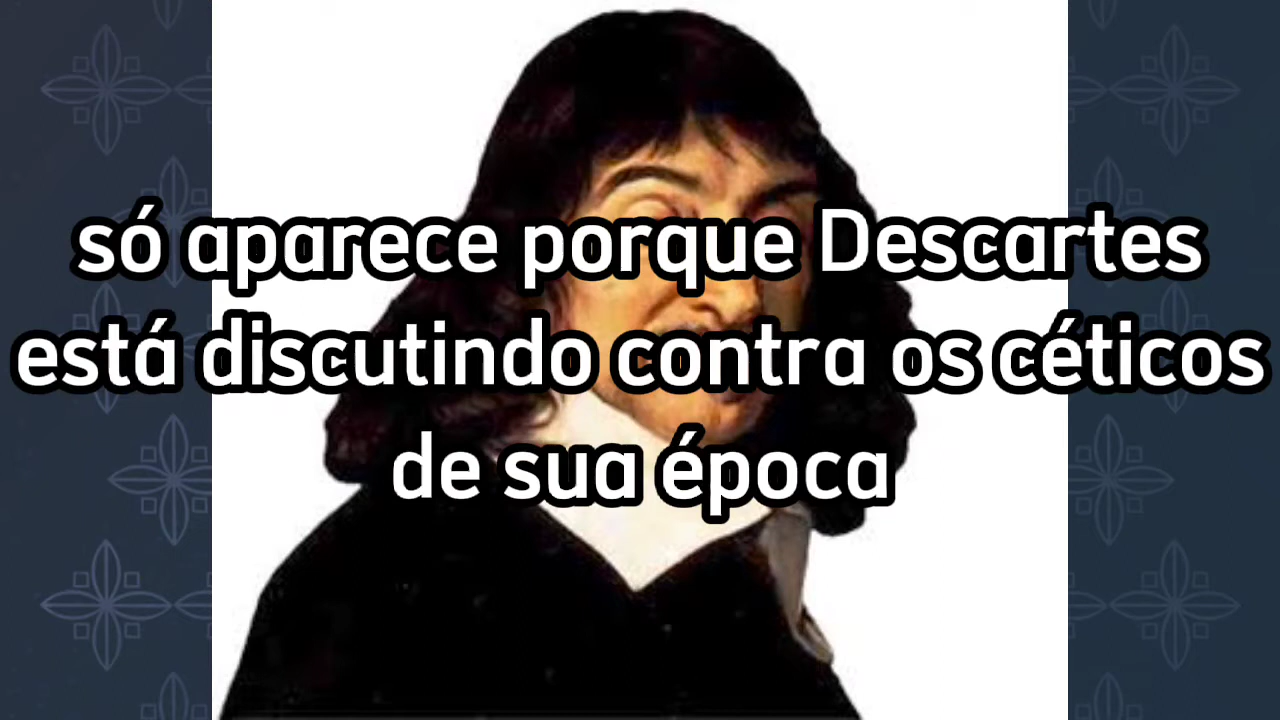 só aparece porque Descartes
está discutindo contra os céticos
de sua época